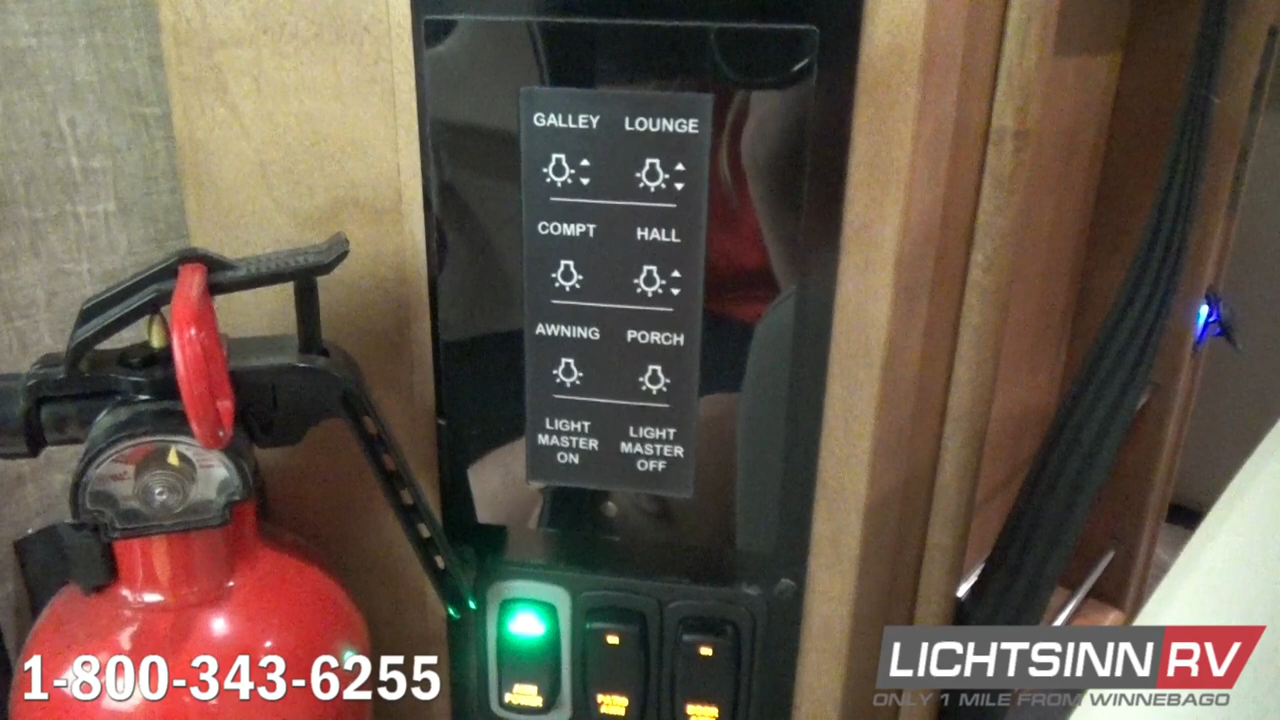 GALLEY LOUNGE
COMPT HALL
AWNING PORCH
LIGHT MASTER ON
LIGHT MASTER OFF
POWER
1-800-343-6255
LICHTSINN RV
ONLY 1 MILE FROM WINNEBAGO